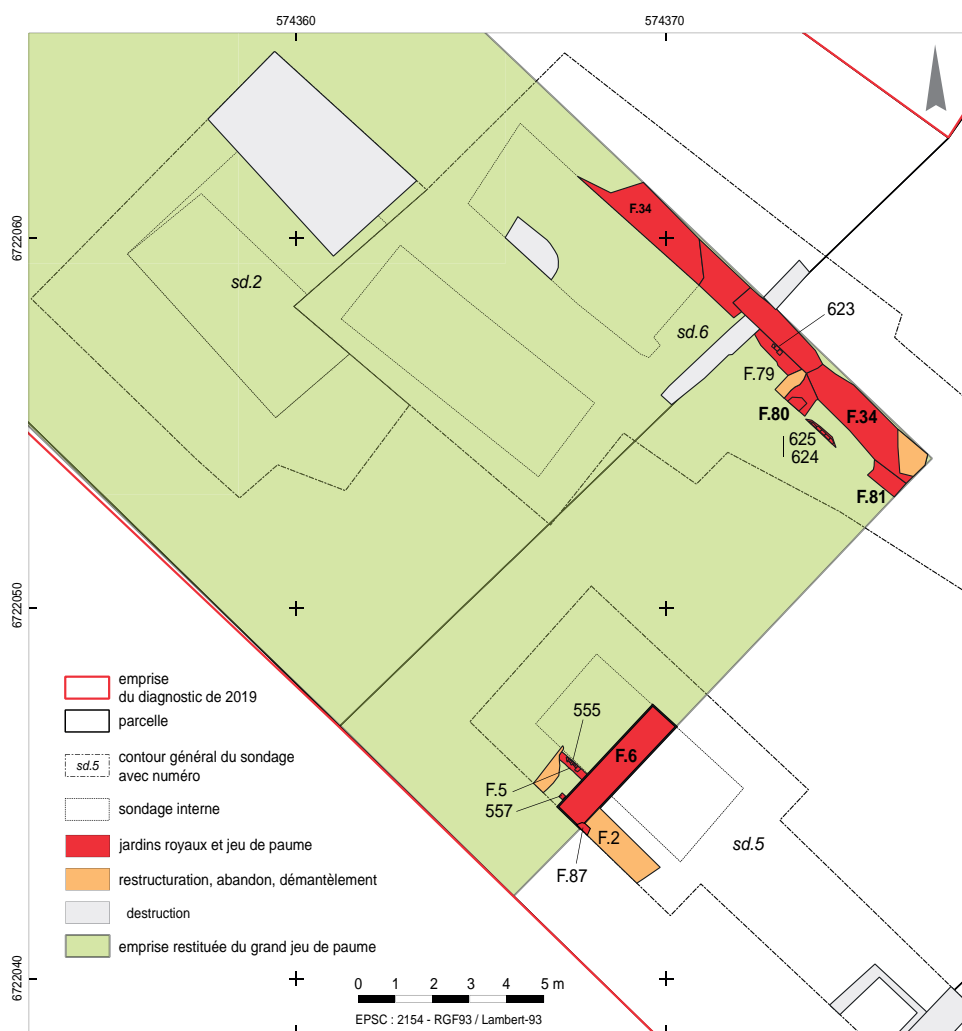 574360
574370
6722060
6722050
6722040
F.34
sd.2
sd.6
623
F.79
F.80
F.34
625
624
F.81
555
F.6
F.5
557
F.2
F.87
sd.5
emprise
du diagnostic de 2019
parcelle
sd.5
contour général du sondage
avec numéro
sondage interne
jardins royaux et jeu de paume
restructuration, abandon, démantèlement
destruction
emprise restituée du grand jeu de paume
0 1 2 3 4 5 m
EPSC : 2154 - RGF93 / Lambert-93